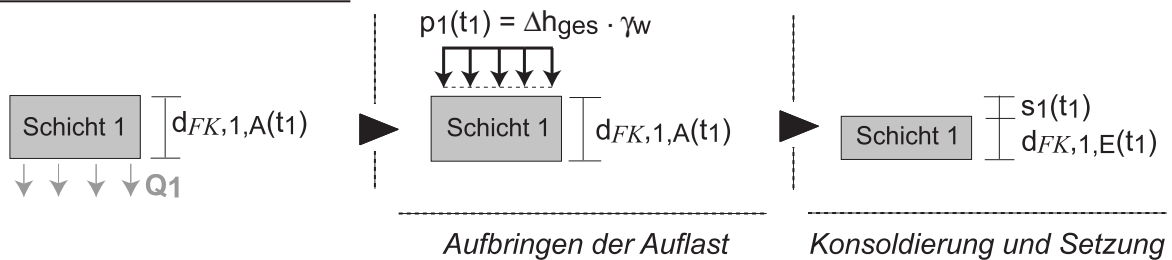 Schicht 1
dFK,1,A(t1)
Q1
p1(t1) = Δhges · γw
Schicht 1
dFK,1,A(t1)
Aufbringen der Auflast
Schicht 1
s1(t1)
dFK,1,E(t1)
Konsoldierung und Setzung